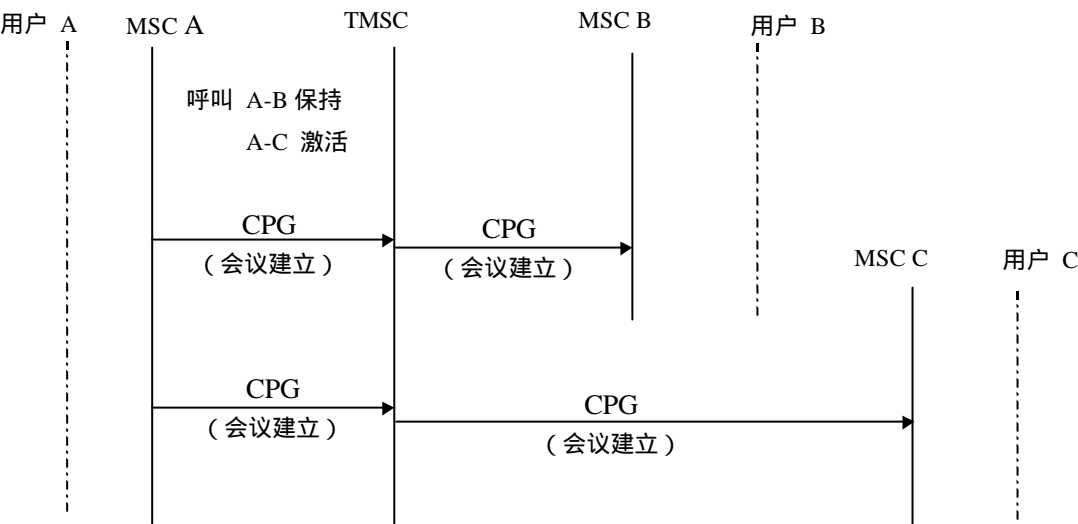 用户 A
MSC A
TMSC
MSC B
用户 B
呼叫 A-B 保持
A-C 激活
CPG
CPG
（会议建立）
（会议建立）
MSC C
用户 C
CPG
CPG
（会议建立）
（会议建立）